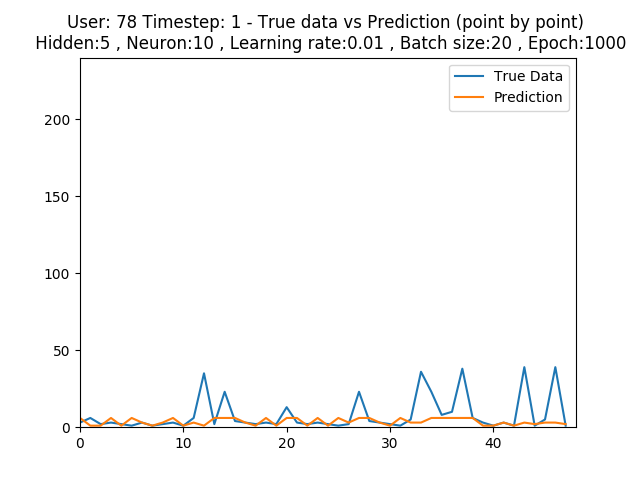 User: 78 Timestep: 1 - True data vs Prediction (point by point)
Hidden:5 , Neuron:10 , Learning rate:0.01 , Batch size:20 , Epoch:1000
True Data
Prediction
200
150
100
50
0
0 10 20 30 40